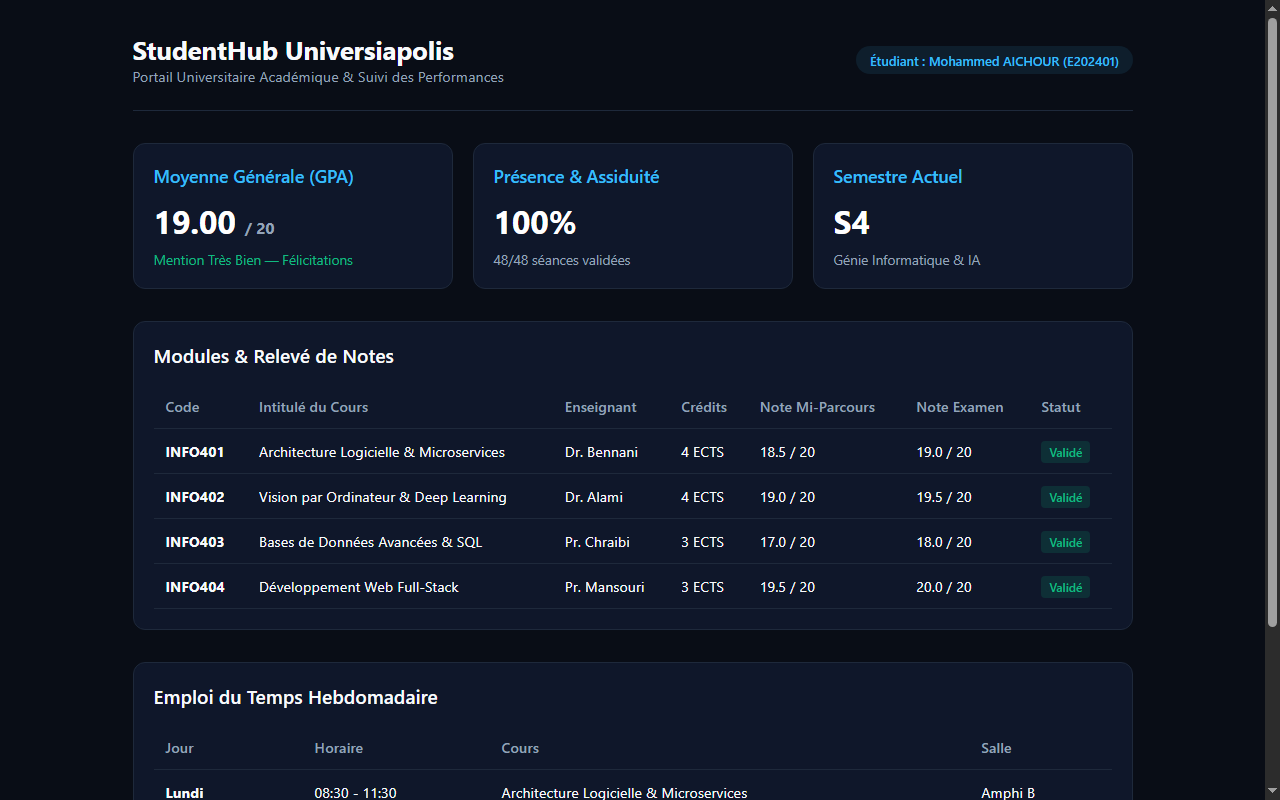 StudentHub Universiapolis
Portail Universitaire Académique & Suivi des Performances
Étudiant : Mohammed AICHOUR (E202401)
Moyenne Générale (GPA)
19.00 / 20
Mention Très Bien — Félicitations
Présence & Assiduité
100%
48/48 séances validées
Semestre Actuel
S4
Génie Informatique & IA
Modules & Relevé de Notes
Code Intitulé du Cours Enseignant Crédits Note Mi-Parcours Note Examen Statut
INFO401 Architecture Logicielle & Microservices Dr. Bennani 4 ECTS 18.5 / 20 19.0 / 20 Validé
INFO402 Vision par Ordinateur & Deep Learning Dr. Alami 4 ECTS 19.0 / 20 19.5 / 20 Validé
INFO403 Bases de Données Avancées & SQL Pr. Chraibi 3 ECTS 17.0 / 20 18.0 / 20 Validé
INFO404 Développement Web Full-Stack Pr. Mansouri 3 ECTS 19.5 / 20 20.0 / 20 Validé
Emploi du Temps Hebdomadaire
Jour Horaire Cours Salle
Lundi 08:30 - 11:30 Architecture Logicielle & Microservices Amphi B